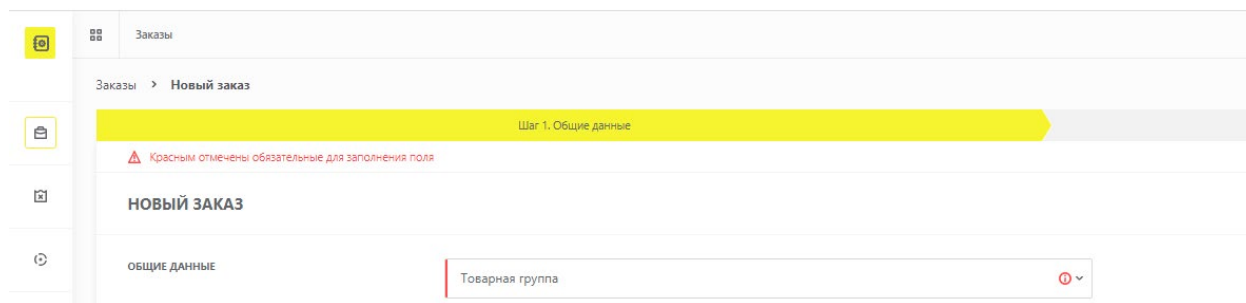 Заказы
Заказы > Новый заказ
Шаг 1. Общие данные
Красным отмечены обязательные для заполнения поля
НОВЫЙ ЗАКАЗ
ОБЩИЕ ДАННЫЕ
Товарная группа